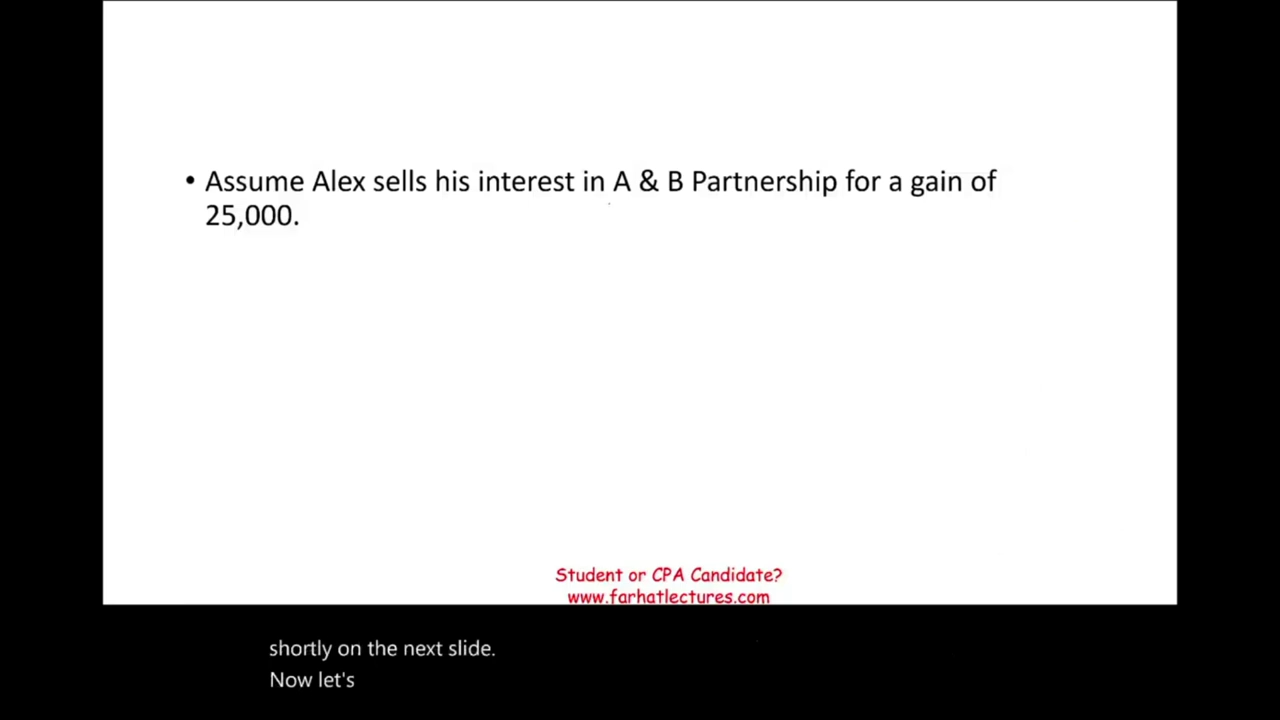 • Assume Alex sells his interest in A & B Partnership for a gain of
25,000.
Student or CPA Candidate?
www.farhatlectures.com
shortly on the next slide.
Now let's